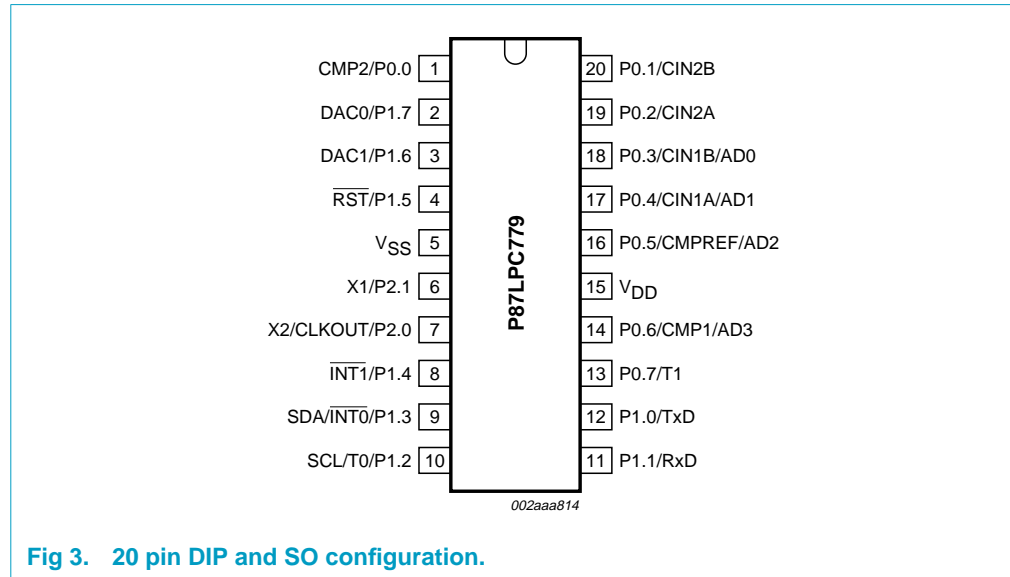 CMP2/P0.0 1 20 P0.1/CIN2B
DAC0/P1.7 2 19 P0.2/CIN2A
DAC1/P1.6 3 18 P0.3/CIN1B/AD0
RST/P1.5 4 17 P0.4/CIN1A/AD1
VSS 5 16 P0.5/CMPREF/AD2
X1/P2.1 6 15 VDD
X2/CLKOUT/P2.0 7 14 P0.6/CMP1/AD3
INT1/P1.4 8 13 P0.7/T1
SDA/INT0/P1.3 9 12 P1.0/TxD
SCL/T0/P1.2 10 11 P1.1/RxD
P87LPC779
002aaa814
Fig 3. 20 pin DIP and SO configuration.